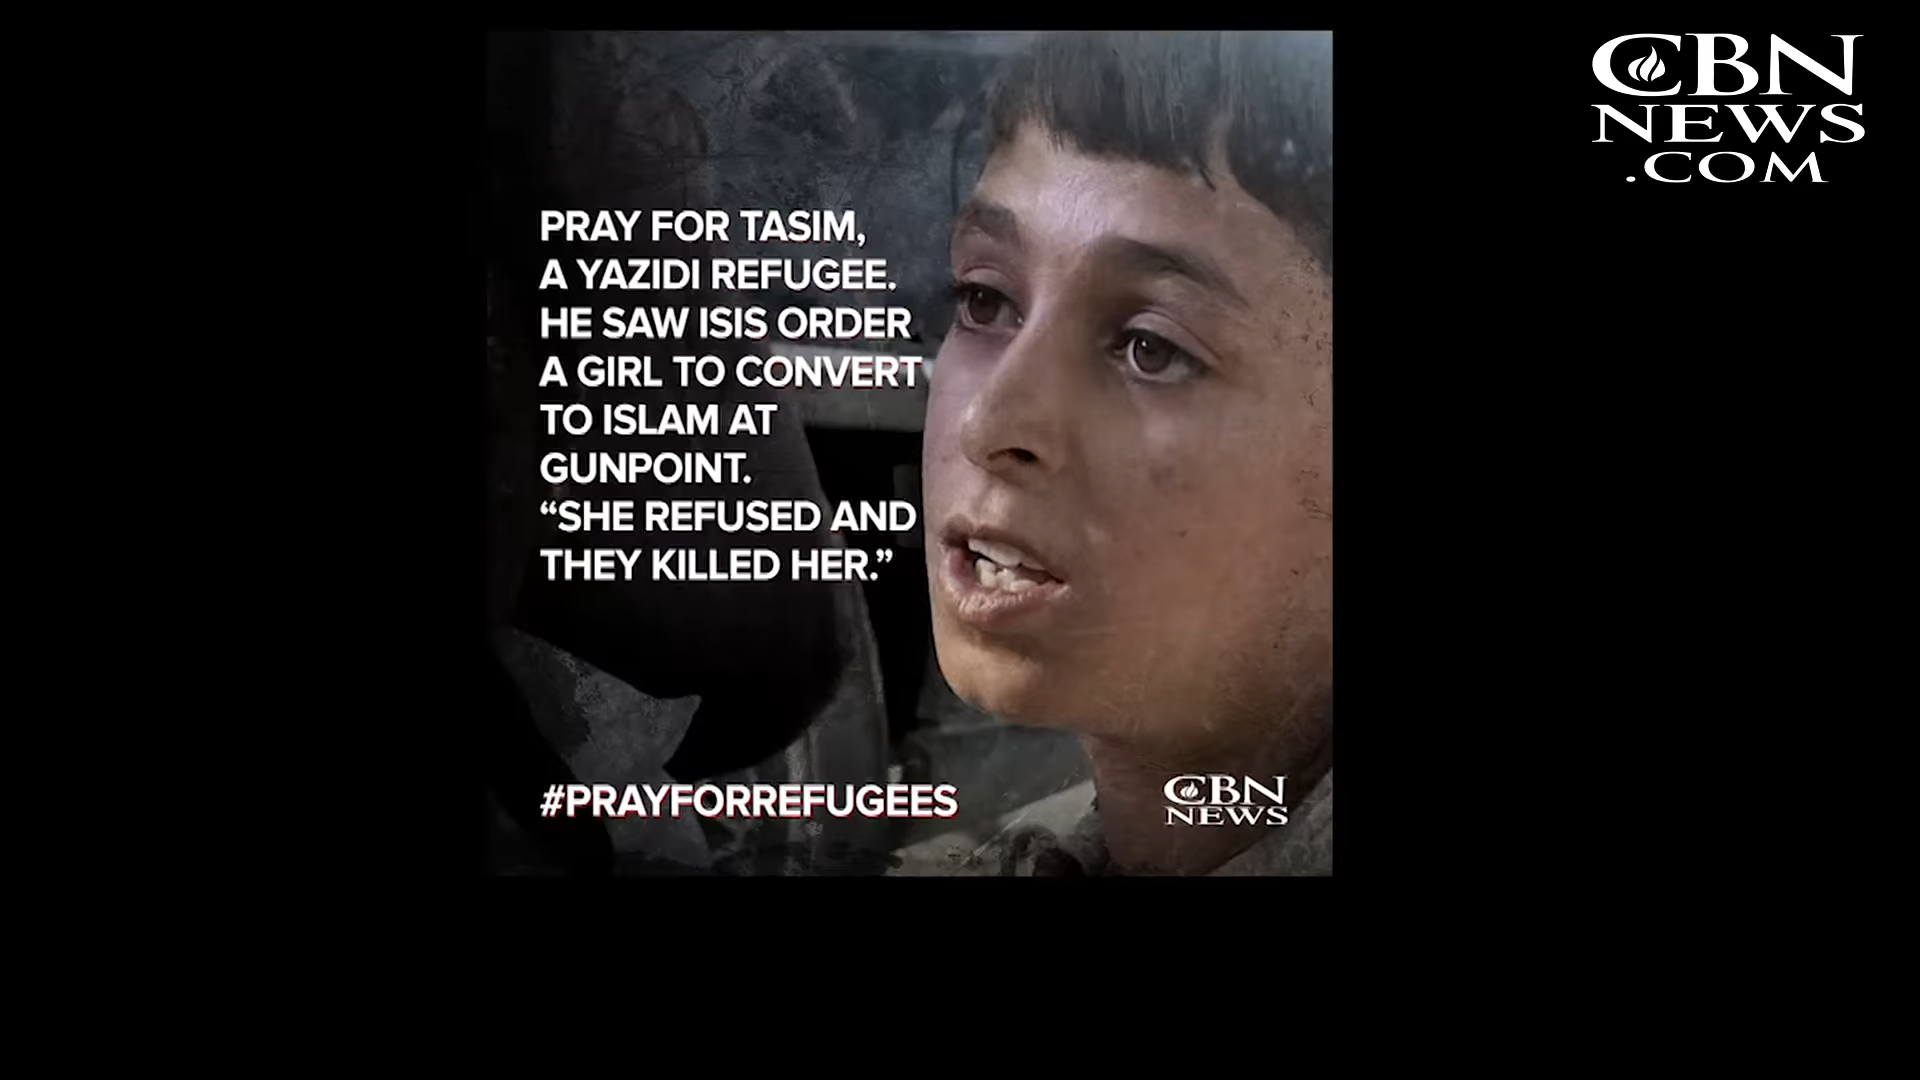 CBN
NEWS
.COM
PRAY FOR TASIM,
A YAZIDI REFUGEE.
HE SAW ISIS ORDER
A GIRL TO CONVERT
TO ISLAM AT
GUNPOINT.
“SHE REFUSED AND
THEY KILLED HER.”
#PRAYFORREFUGEES
CBN
NEWS